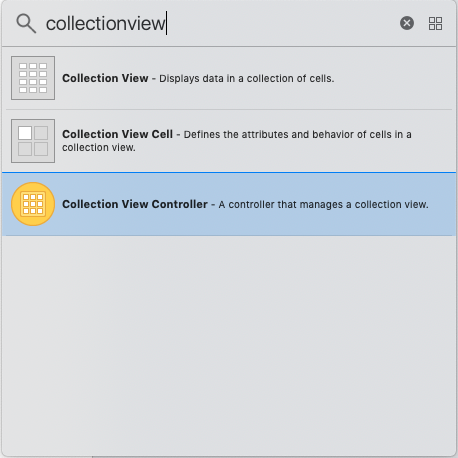 collectionview
Collection View - Displays data in a collection of cells.
Collection View Cell - Defines the attributes and behavior of cells in a
collection view.
Collection View Controller - A controller that manages a collection view.